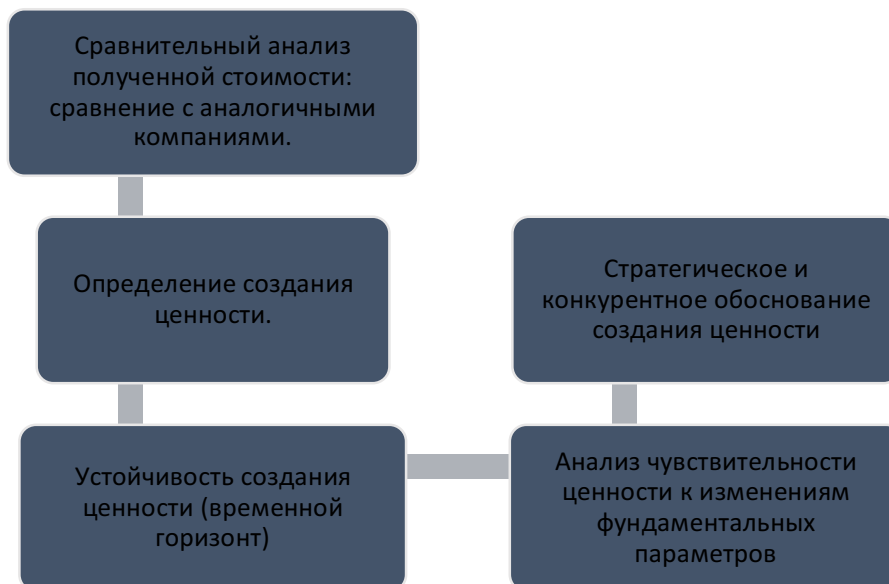 Сравнительный анализ
полученной стоимости:
сравнение с аналогичными
компаниями.
Определение создания
ценности.
Устойчивость создания
ценности (временной
горизонт)
Анализ чувствительности
ценности к изменениям
фундаментальных
параметров
Стратегическое и
конкурентное обоснование
создания ценности